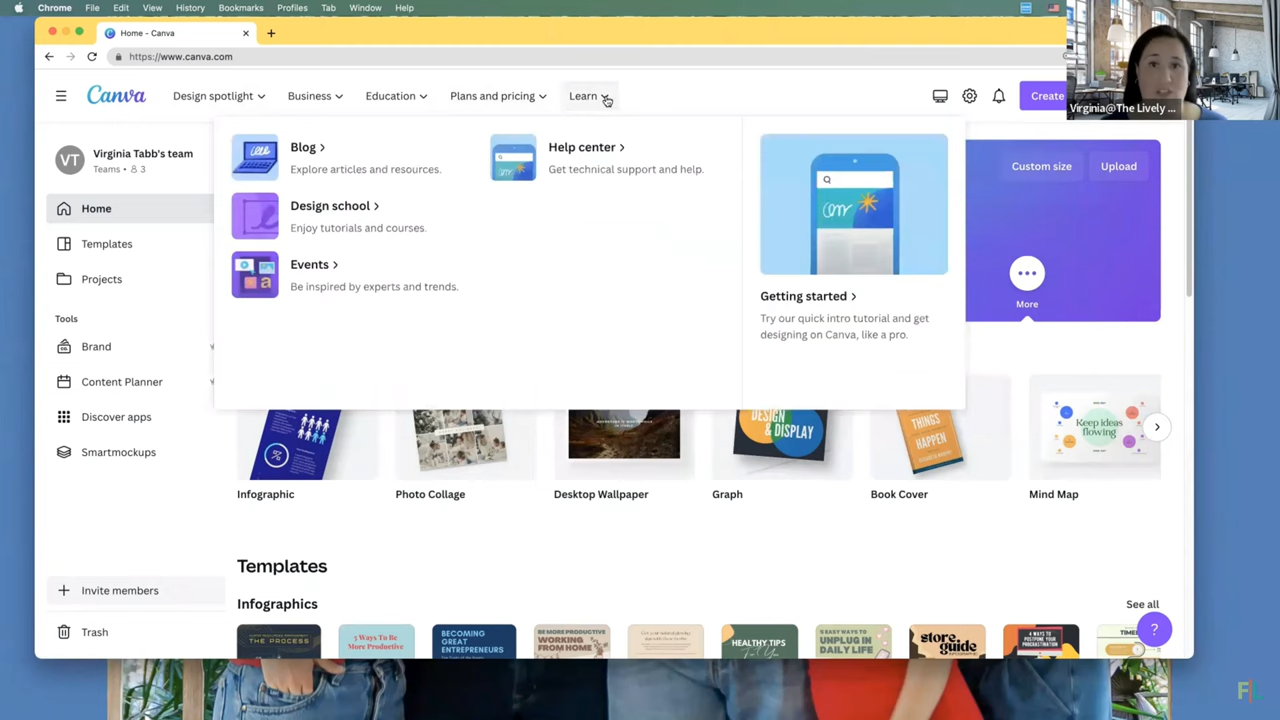 Chrome File Edit View History Bookmarks Profiles Tab Window Help
Home - Canva
https://www.canva.com
Canva Design spotlight Business Education Plans and pricing Learn Create
Virginia@The Lively ...
VT Virginia Tabb's team
Teams • 3
Home
Templates
Projects
Tools
Brand
Content Planner
Discover apps
Smartmockups
Invite members
Trash
Blog
Explore articles and resources.
Design school
Enjoy tutorials and courses.
Events
Be inspired by experts and trends.
Help center
Get technical support and help.
Getting started
Try our quick intro tutorial and get
designing on Canva, like a pro.
Custom size Upload
More
DESIGN
& DISPLAY
THINGS
HAPPEN
Keep ideas
flowing
Infographic Photo Collage Desktop Wallpaper Graph Book Cover Mind Map
Templates
Infographics See all
THE PROCESS
5 Ways To Be
More Productive
BECOMING
GREAT
ENTREPRENEURS
BE MORE PRODUCTIVE
WORKING
FROM HOME
HEALTHY TIPS
5 EASY WAYS TO
UNPLUG IN
DAILY LIFE
store
guide
4 WAYS TO
POSTPONE YOUR
PROCRASTINATION
?